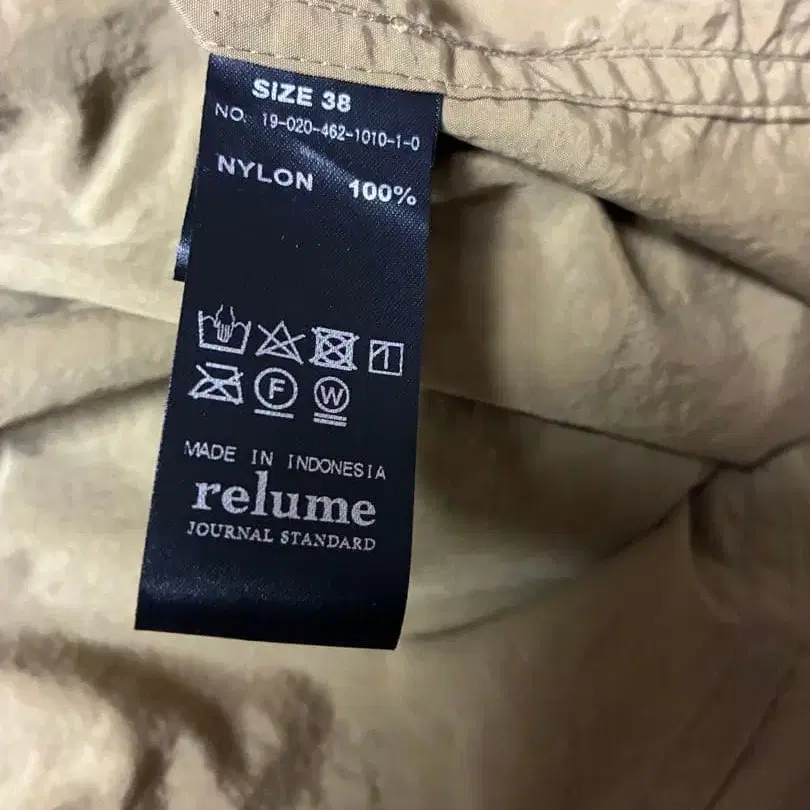 SIZE 38
NO. 19-020-462-1010-1-0
NYLON 100%
F W
MADE IN INDONESIA
relume
JOURNAL STANDARD